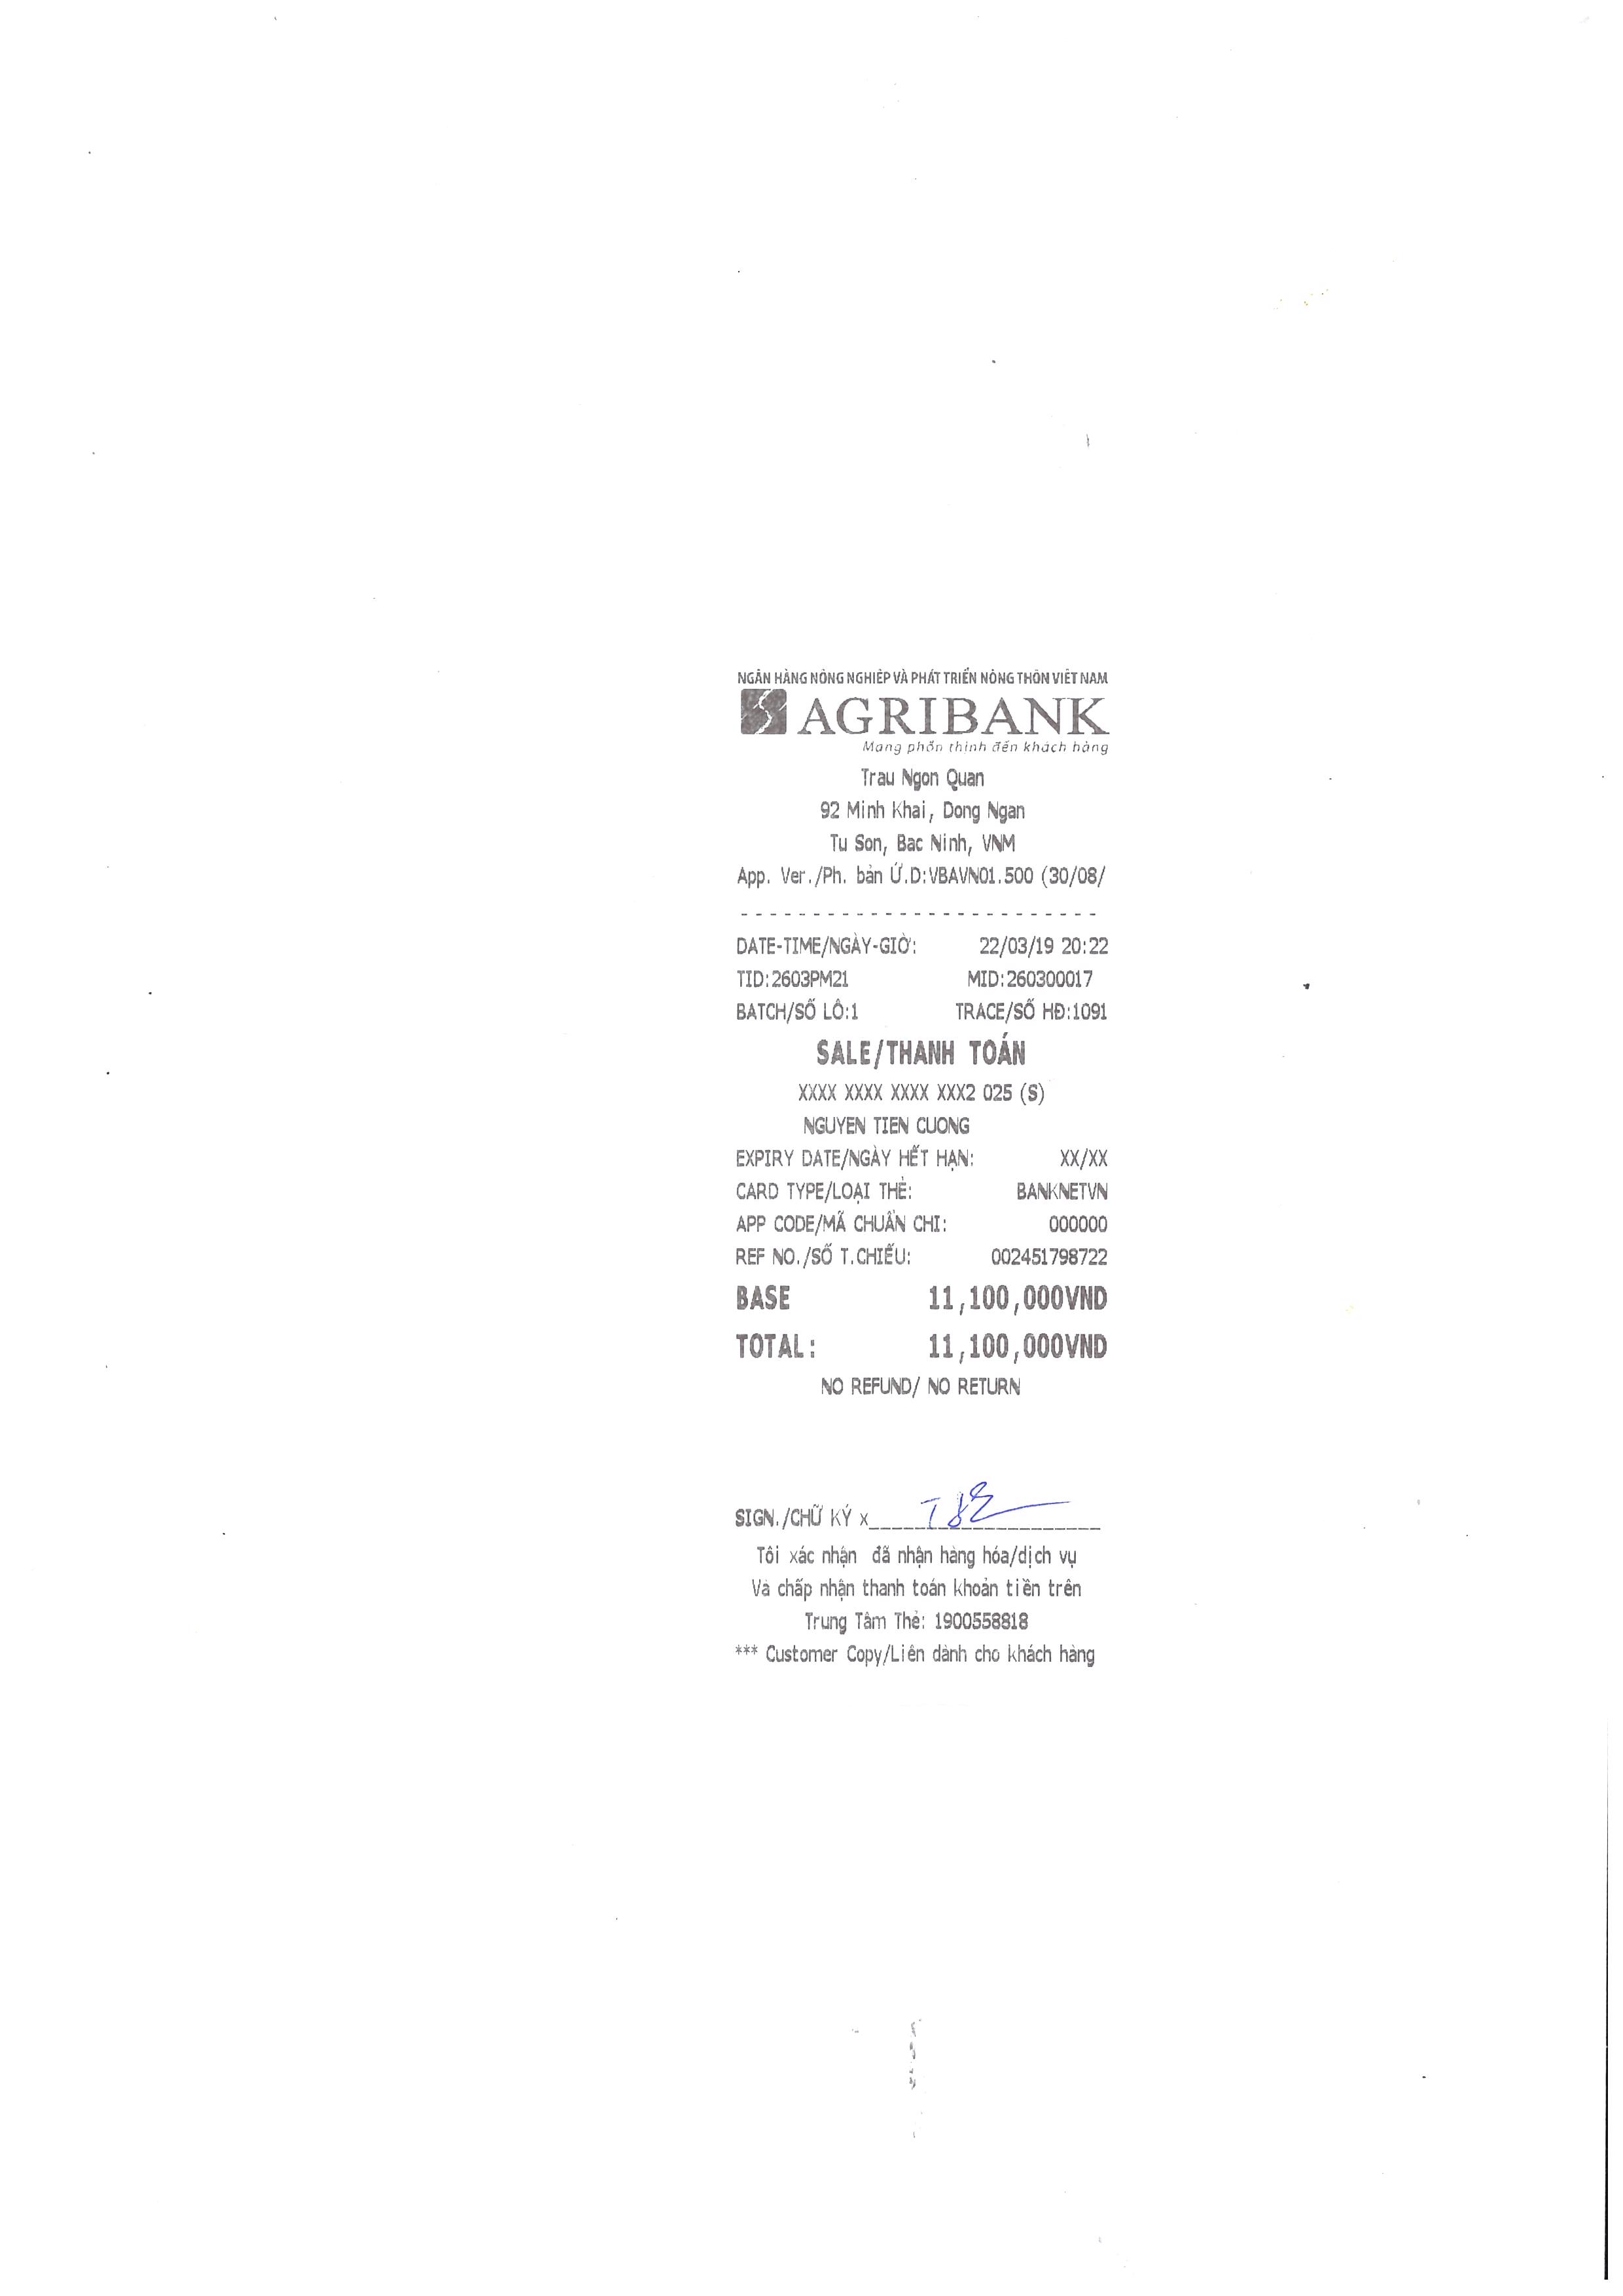 NGÂN HÀNG NÔNG NGHIỆP VÀ PHÁT TRIỂN NÔNG THÔN VIỆT NAM
AGRIBANK
Mang phồn thịnh đến khách hàng
Trau Ngon Quan
92 Minh Khai, Dong Ngan
Tu Son, Bac Ninh, VNM
App. Ver./Ph. bản Ứ.D:VBAVN01.500 (30/08/
DATE-TIME/NGÀY-GIỜ: 22/03/19 20:22
TID:2603PM21 MID:260300017
BATCH/SỐ LÔ:1 TRACE/SỐ HĐ:1091
SALE/THANH TOÁN
XXXX XXXX XXXX XXX2 025 (S)
NGUYEN TIEN CUONG
EXPIRY DATE/NGÀY HẾT HẠN: XX/XX
CARD TYPE/LOẠI THẺ: BANKNETVN
APP CODE/MÃ CHUẨN CHI: 000000
REF NO./SỐ T.CHIẾU: 002451798722
BASE 11,100,000VND
TOTAL: 11,100,000VND
NO REFUND/ NO RETURN
SIGN./CHỮ KÝ x
Tôi xác nhận đã nhận hàng hóa/dịch vụ
Và chấp nhận thanh toán khoản tiền trên
Trung Tâm Thẻ: 1900558818
*** Customer Copy/Liên dành cho khách hàng